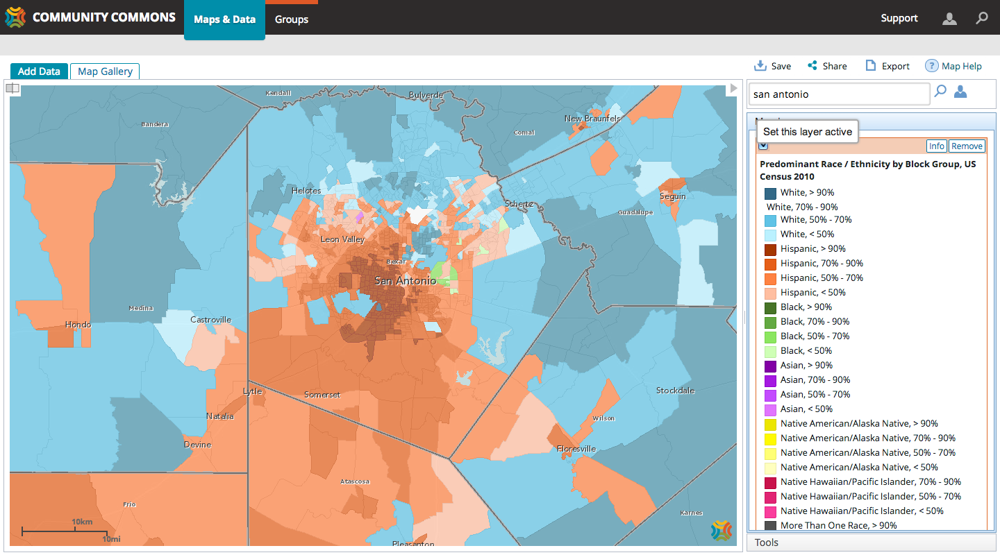 COMMUNITY COMMONS
Maps & Data
Groups
Support
Add Data
Map Gallery
Save
Share
Export
? Map Help
san antonio
Set this layer active
Info
Remove
Predominant Race / Ethnicity by Block Group, US
Census 2010
White, > 90%
White, 70% - 90%
White, 50% - 70%
White, < 50%
Hispanic, > 90%
Hispanic, 70% - 90%
Hispanic, 50% - 70%
Hispanic, < 50%
Black, > 90%
Black, 70% - 90%
Black, 50% - 70%
Black, < 50%
Asian, > 90%
Asian, 70% - 90%
Asian, 50% - 70%
Asian, < 50%
Native American/Alaska Native, > 90%
Native American/Alaska Native, 70% - 90%
Native American/Alaska Native, 50% - 70%
Native American/Alaska Native, < 50%
Native Hawaiian/Pacific Islander, 70% - 90%
Native Hawaiian/Pacific Islander, 50% - 70%
Native Hawaiian/Pacific Islander, < 50%
More Than One Race, > 90%
Tools
Kendall
Bulverde
Bandera
Comal
New Braunfels
Helotes
Schertz
Seguin
Guadalupe
Leon Valley
Bexar
San Antonio
Medina
Castroville
Hondo
Lytle
Somerset
Stockdale
Natalia
Wilson
Devine
Floresville
Atascosa
Frio
Karnes
10km
10mi
Pleasanton